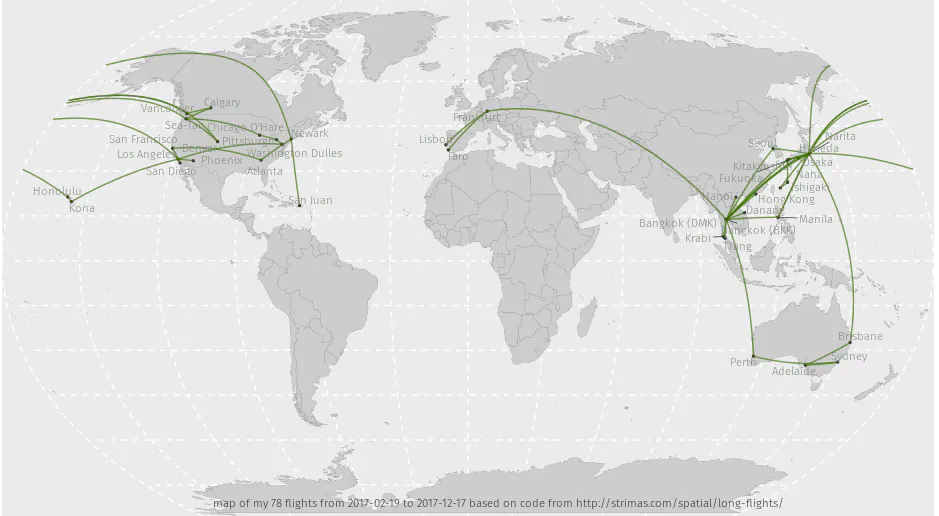 Calgary
Vancouver
Sea-Tac
Chicago O'Hare
Newark
San Francisco
Denver
Pittsburgh
Los Angeles
Phoenix
Washington Dulles
San Diego
Atlanta
Honolulu
Kona
San Juan
Frankfurt
Lisbon
Faro
Narita
Seoul
Haneda
Osaka
Fukuoka
Naha
Ishigaki
Hanoi
Hong Kong
Danang
Bangkok (DMK)
Manila
Bangkok (BKK)
Krabi
Trang
Brisbane
Perth
Sydney
Adelaide
map of my 78 flights from 2017-02-19 to 2017-12-17 based on code from http://strimas.com/spatial/long-flights/